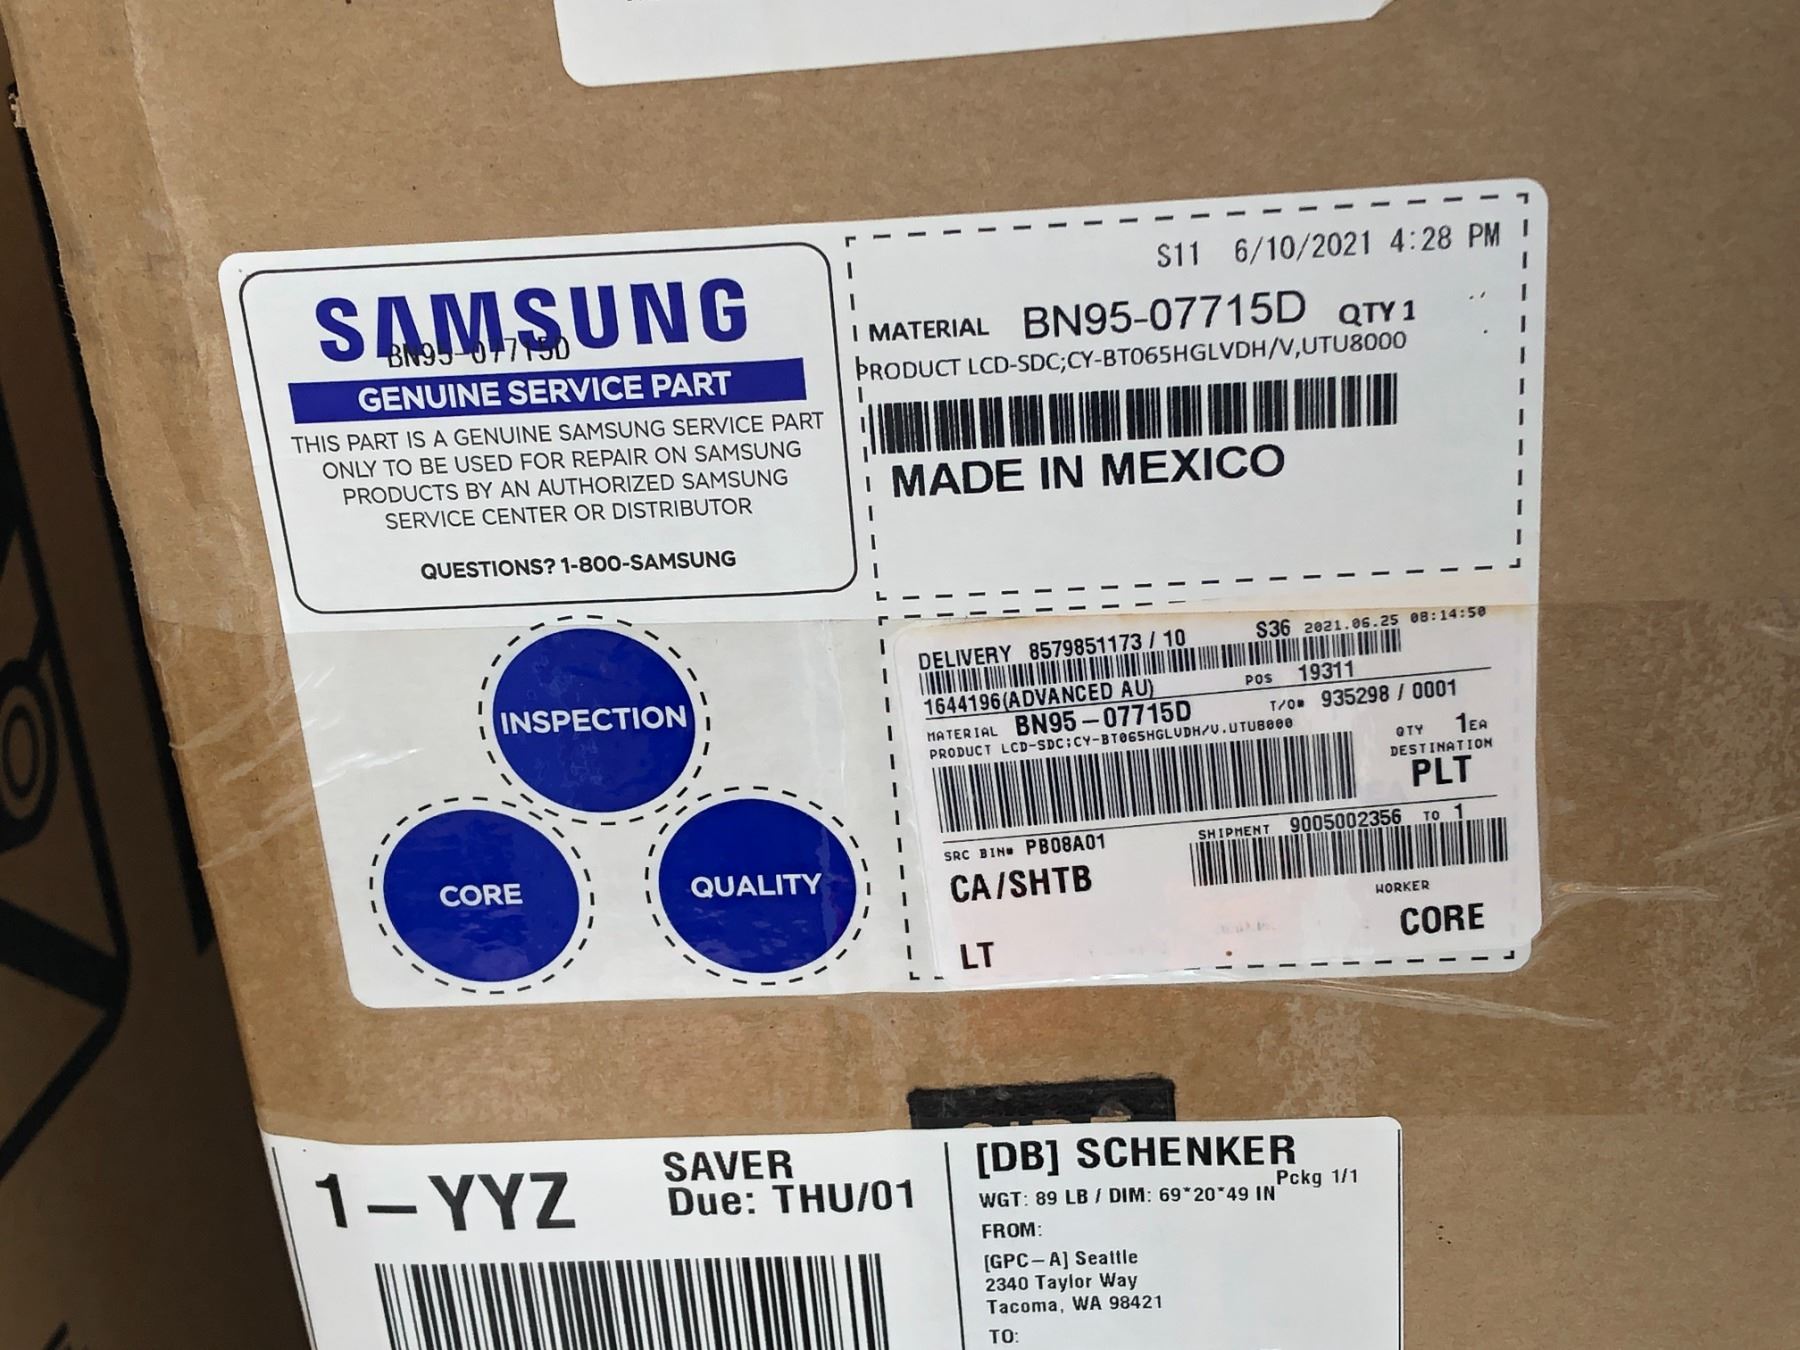 SAMSUNG
BN95-07715D
GENUINE SERVICE PART
THIS PART IS A GENUINE SAMSUNG SERVICE PART
ONLY TO BE USED FOR REPAIR ON SAMSUNG
PRODUCTS BY AN AUTHORIZED SAMSUNG
SERVICE CENTER OR DISTRIBUTOR
QUESTIONS? 1-800-SAMSUNG
S11 6/10/2021 4:28 PM
MATERIAL BN95-07715D QTY 1
PRODUCT LCD-SDC;CY-BT065HGLVDH/V,UTU8000
MADE IN MEXICO
INSPECTION
CORE
QUALITY
DELIVERY 8579851173 / 10 S36 2021.06.25 08:14:50
1644196(ADVANCED AU) POS 19311
MATERIAL BN95-07715D T/O# 935298 / 0001
PRODUCT LCD-SDC;CY-BT065HGLVDH/V.UTU8000 QTY 1EA
DESTINATION
PLT
SRC BIN# PB08A01 SHIPMENT 9005002356 TO 1
CA/SHTB
WORKER
CORE
LT
1-YYZ
SAVER
Due: THU/01
[DB] SCHENKER
Pckg 1/1
WGT: 89 LB / DIM: 69*20*49 IN
FROM:
[GPC-A] Seattle
2340 Taylor Way
Tacoma, WA 98421
TO: